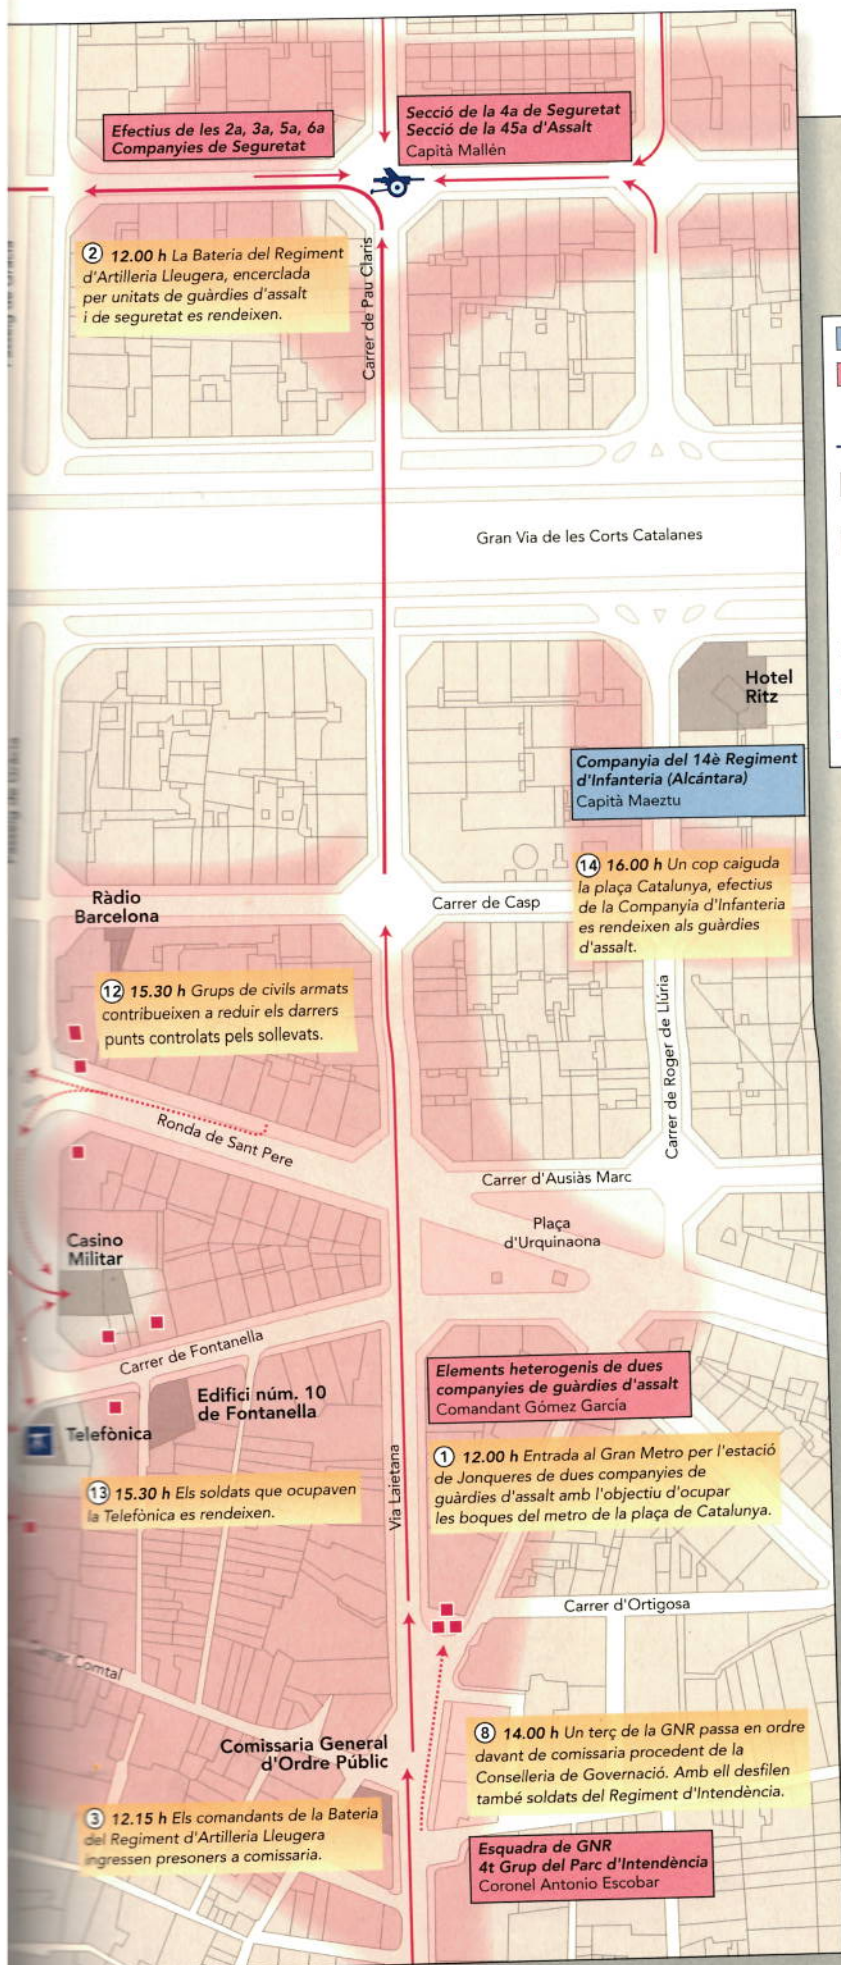 Efectius de les 2a, 3a, 5a, 6a
Companyies de Seguretat
Secció de la 4a de Seguretat
Secció de la 45a d'Assalt
Capità Mallén
2 12.00 h La Bateria del Regiment
d'Artilleria Lleugera, encerclada
per unitats de guàrdies d'assalt
i de seguretat es rendeixen.
Carrer de Pau Claris
Passeig de Gràcia
Gran Via de les Corts Catalanes
Hotel
Ritz
Passeig de Gràcia
Companyia del 14è Regiment
d'Infanteria (Alcántara)
Capità Maeztu
14 16.00 h Un cop caiguda
la plaça Catalunya, efectius
de la Companyia d'Infanteria
es rendeixen als guàrdies
d'assalt.
Ràdio
Barcelona
Carrer de Casp
12 15.30 h Grups de civils armats
contribueixen a reduir els darrers
punts controlats pels sollevats.
Carrer de Roger de Llúria
Ronda de Sant Pere
Carrer d'Ausiàs Marc
Plaça
d'Urquinaona
Casino
Militar
Carrer de Fontanella
Edifici núm. 10
de Fontanella
Telefònica
Elements heterogenis de dues
companyies de guàrdies d'assalt
Comandant Gómez García
1 12.00 h Entrada al Gran Metro per l'estació
de Jonqueres de dues companyies de
guàrdies d'assalt amb l'objectiu d'ocupar
les boques del metro de la plaça de Catalunya.
13 15.30 h Els soldats que ocupaven
la Telefònica es rendeixen.
Via Laietana
Carrer d'Ortigosa
Carrer Comtal
Comissaria General
d'Ordre Públic
8 14.00 h Un terç de la GNR passa en ordre
davant de comissaria procedent de la
Conselleria de Governació. Amb ell desfilen
també soldats del Regiment d'Intendència.
3 12.15 h Els comandants de la Bateria
del Regiment d'Artilleria Lleugera
ingressen presoners a comissaria.
Esquadra de GNR
4t Grup del Parc d'Intendència
Coronel Antonio Escobar